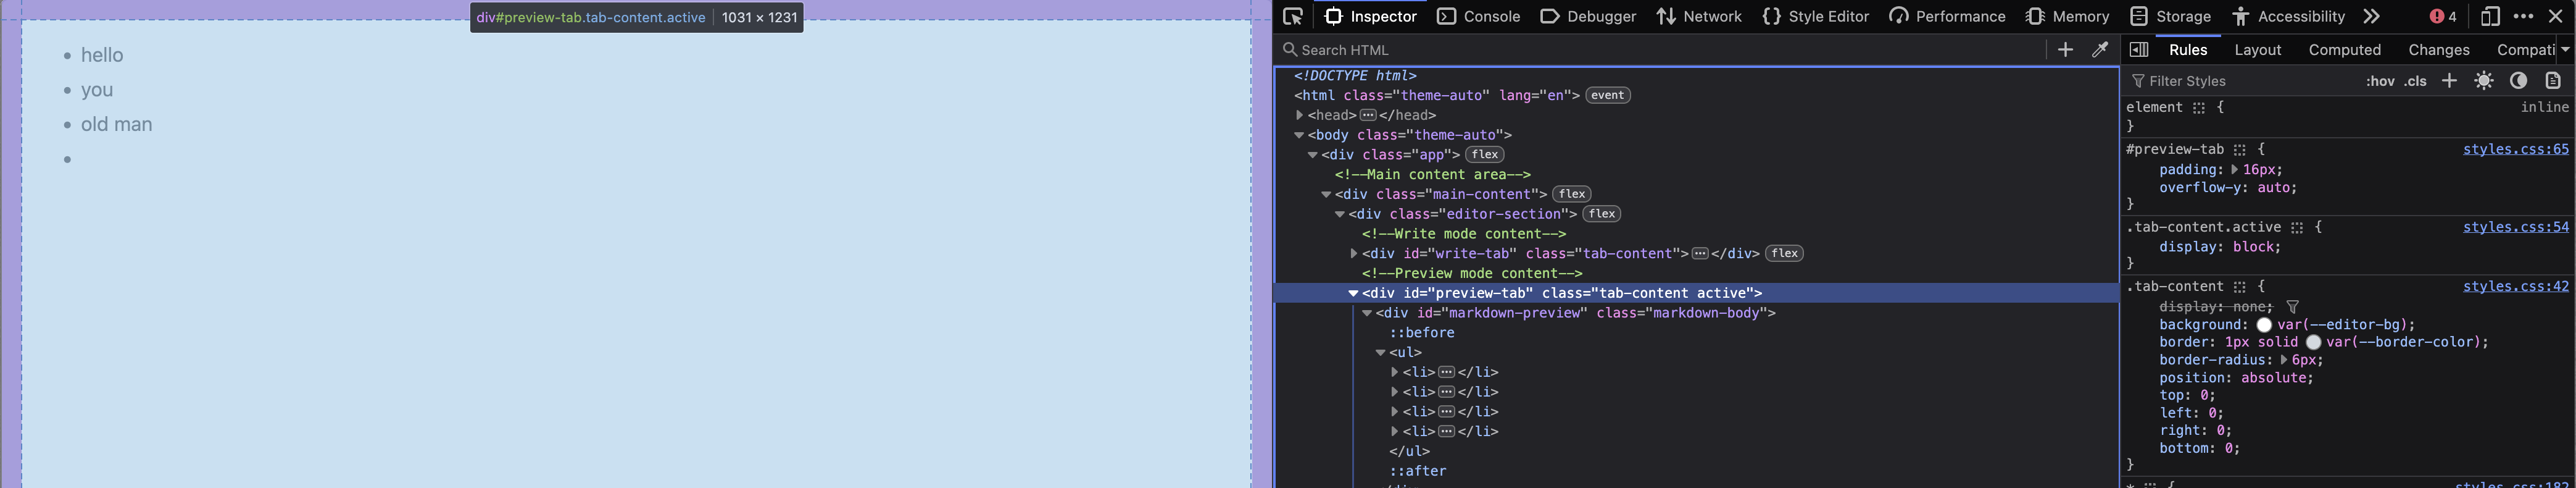 div#preview-tab.tab-content.active | 1031 × 1231
hello
you
old man
Inspector Console Debugger Network Style Editor Performance Memory Storage Accessibility 4
Search HTML
<!DOCTYPE html>
<html class="theme-auto" lang="en"> event
<head>···</head>
<body class="theme-auto">
<div class="app"> flex
<!--Main content area-->
<div class="main-content"> flex
<div class="editor-section"> flex
<!--Write mode content-->
<div id="write-tab" class="tab-content">···</div> flex
<!--Preview mode content-->
<div id="preview-tab" class="tab-content active">
<div id="markdown-preview" class="markdown-body">
::before
<ul>
<li>···</li>
<li>···</li>
<li>···</li>
<li>···</li>
</ul>
::after
Rules Layout Computed Changes Compati
Filter Styles :hov .cls
element { inline
}
#preview-tab { styles.css:65
padding: 16px;
overflow-y: auto;
}
.tab-content.active { styles.css:54
display: block;
}
.tab-content { styles.css:42
display: none;
background: var(--editor-bg);
border: 1px solid var(--border-color);
border-radius: 6px;
position: absolute;
top: 0;
left: 0;
right: 0;
bottom: 0;
}
* { styles.css:182